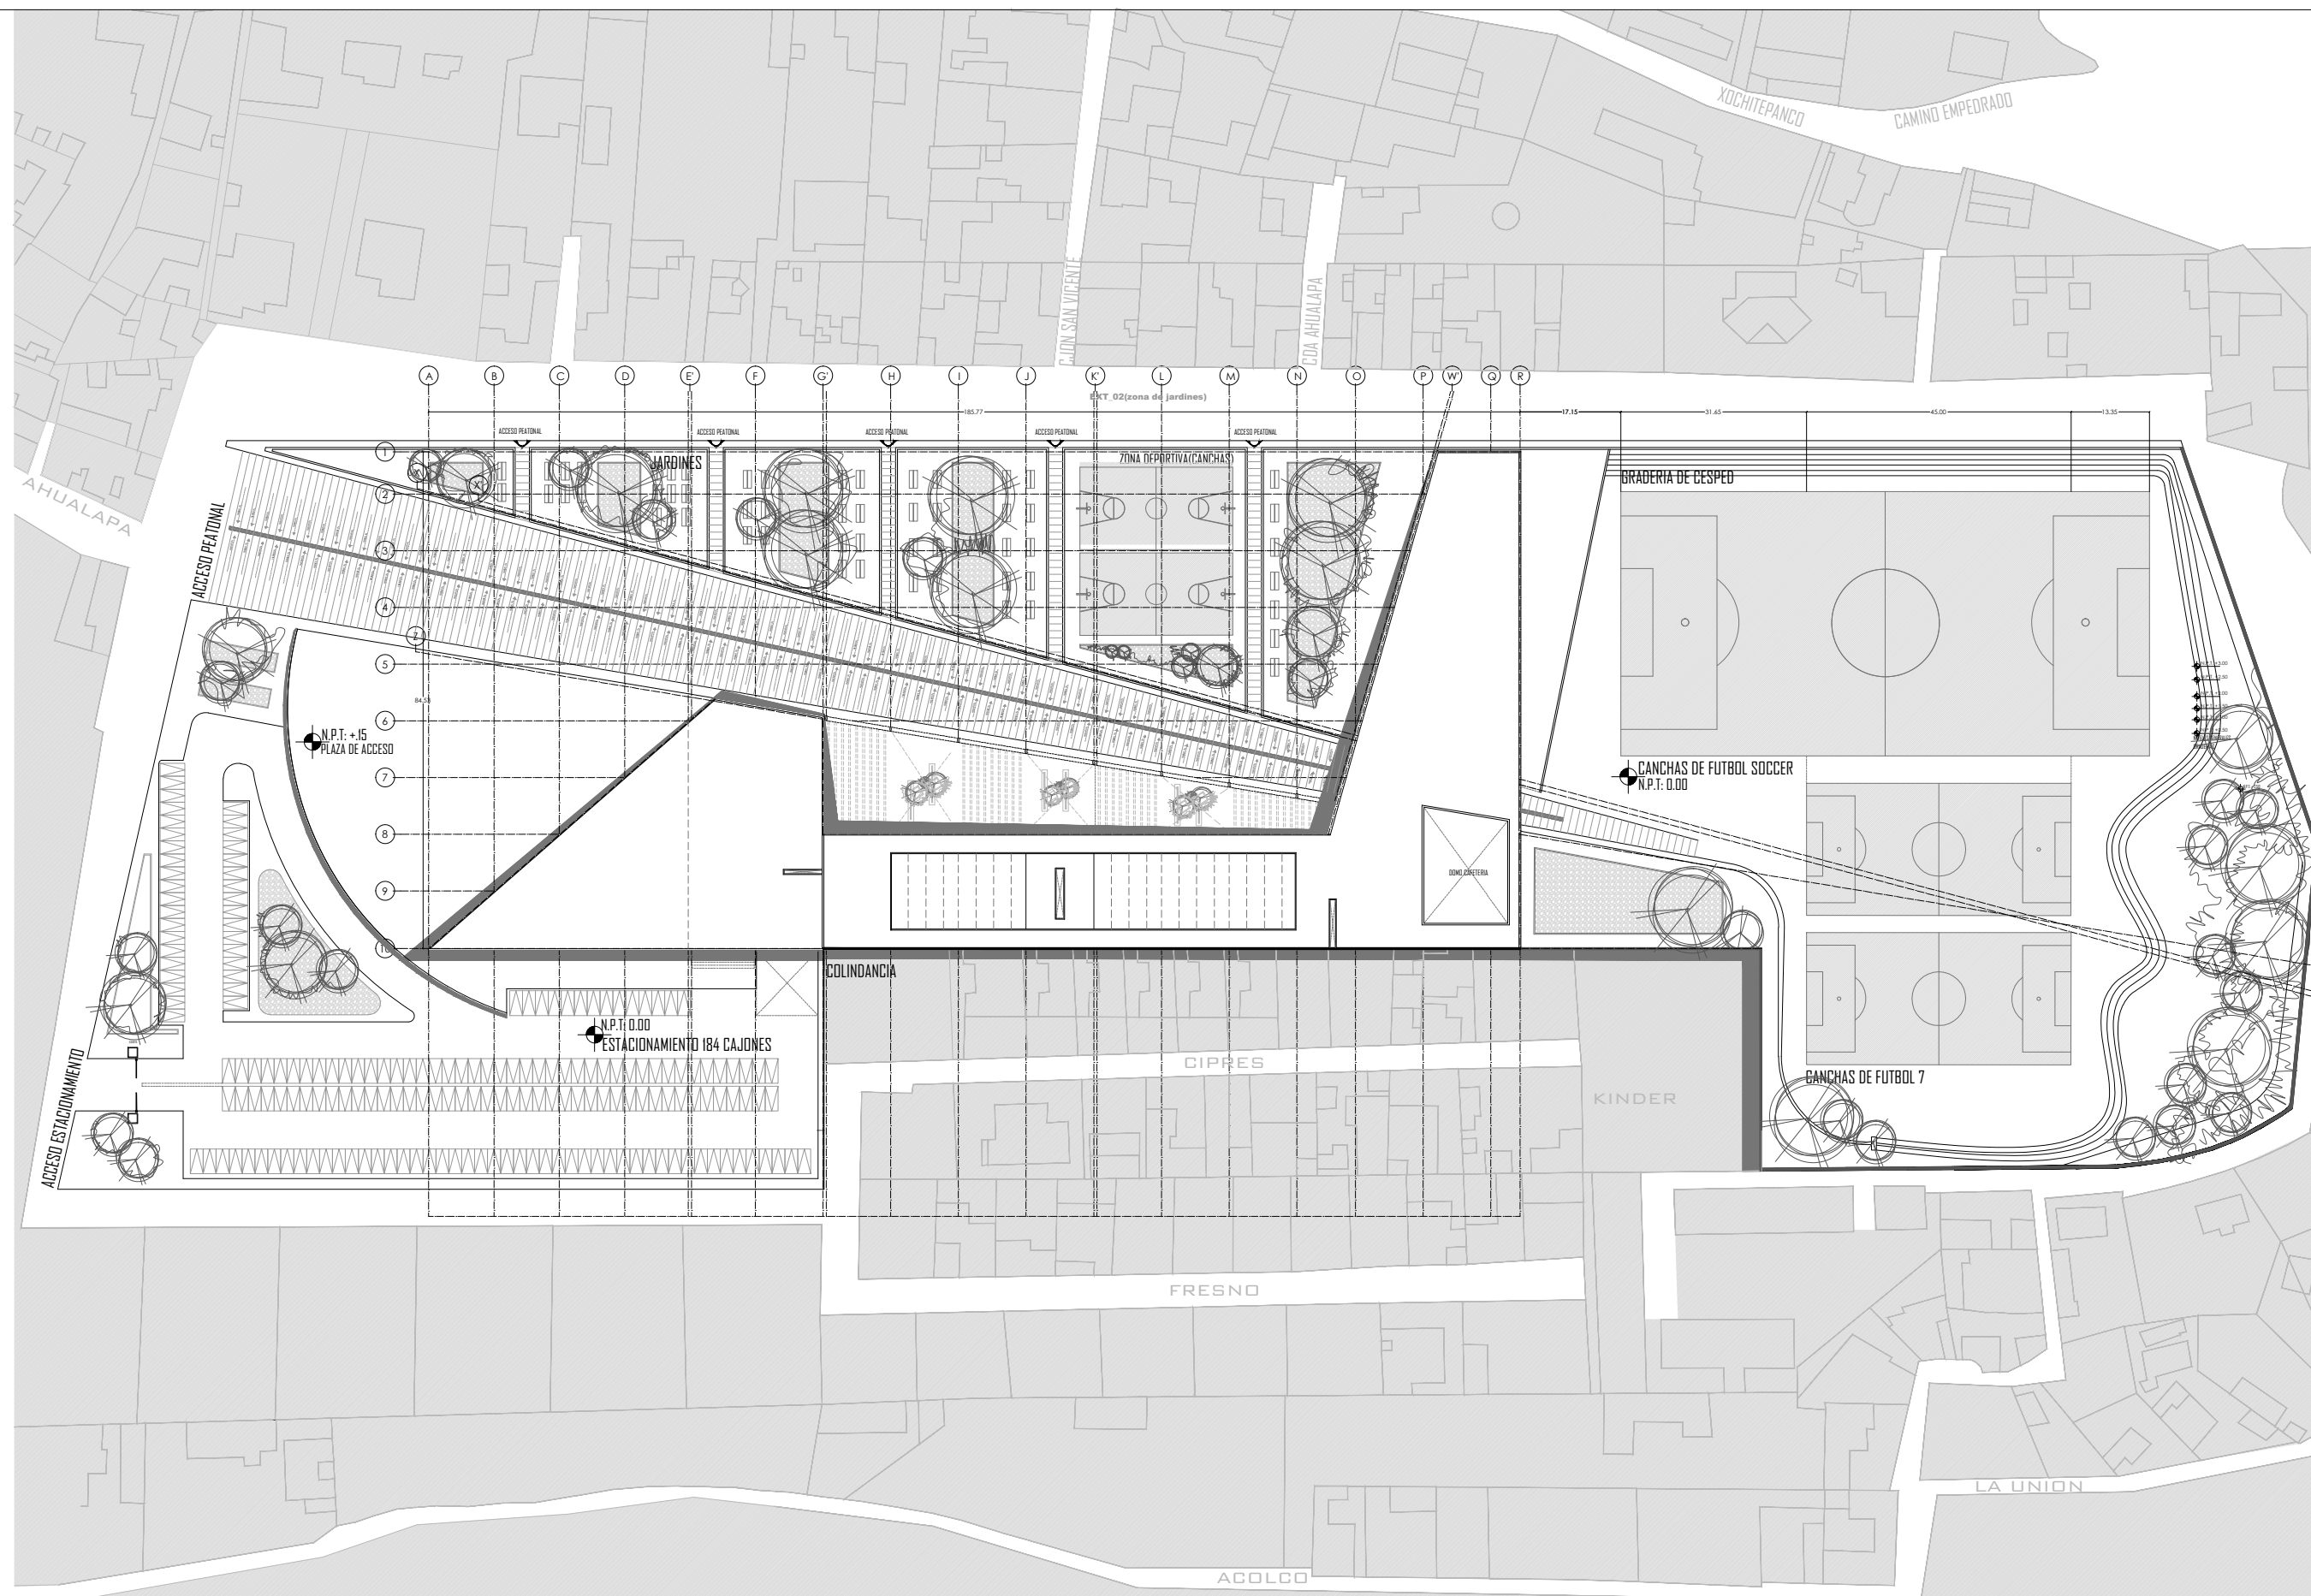 XOCHITEPANCO
CAMINO EMPEDRADO
CJON SAN VICENTE
CDA AHUALAPA
A
B
C
D
E'
F
G'
H
I
J
K'
L
M
N
O
P
W'
Q
R
EXT_02(zona de jardines)
185.77
17.15
31.65
45.00
13.35
ACCESO PEATONAL
ACCESO PEATONAL
ACCESO PEATONAL
ACCESO PEATONAL
ACCESO PEATONAL
1
JARDINES
ZONA DEPORTIVA(CANCHAS)
GRADERIA DE CESPED
AHUALAPA
ACCESO PEATONAL
X'
2
3
4
Z
5
84.53
6
N.P.T: +.15
PLAZA DE ACCESO
CANCHAS DE FUTBOL SOCCER
N.P.T: 0.00
7
8
DOMO CAFETERIA
9
10
COLINDANCIA
N.P.T: 0.00
ESTACIONAMIENTO 184 CAJONES
CIPRES
CANCHAS DE FUTBOL 7
KINDER
ACCESO ESTACIONAMIENTO
FRESNO
LA UNION
ACOLCO